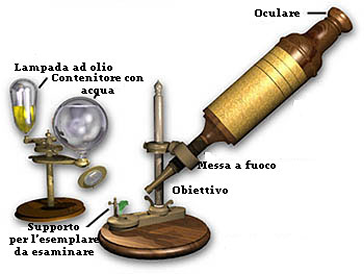 Oculare
Lampada ad olio
Contenitore con
acqua
Messa a fuoco
Obiettivo
Supporto
per l'esemplare
da esaminare